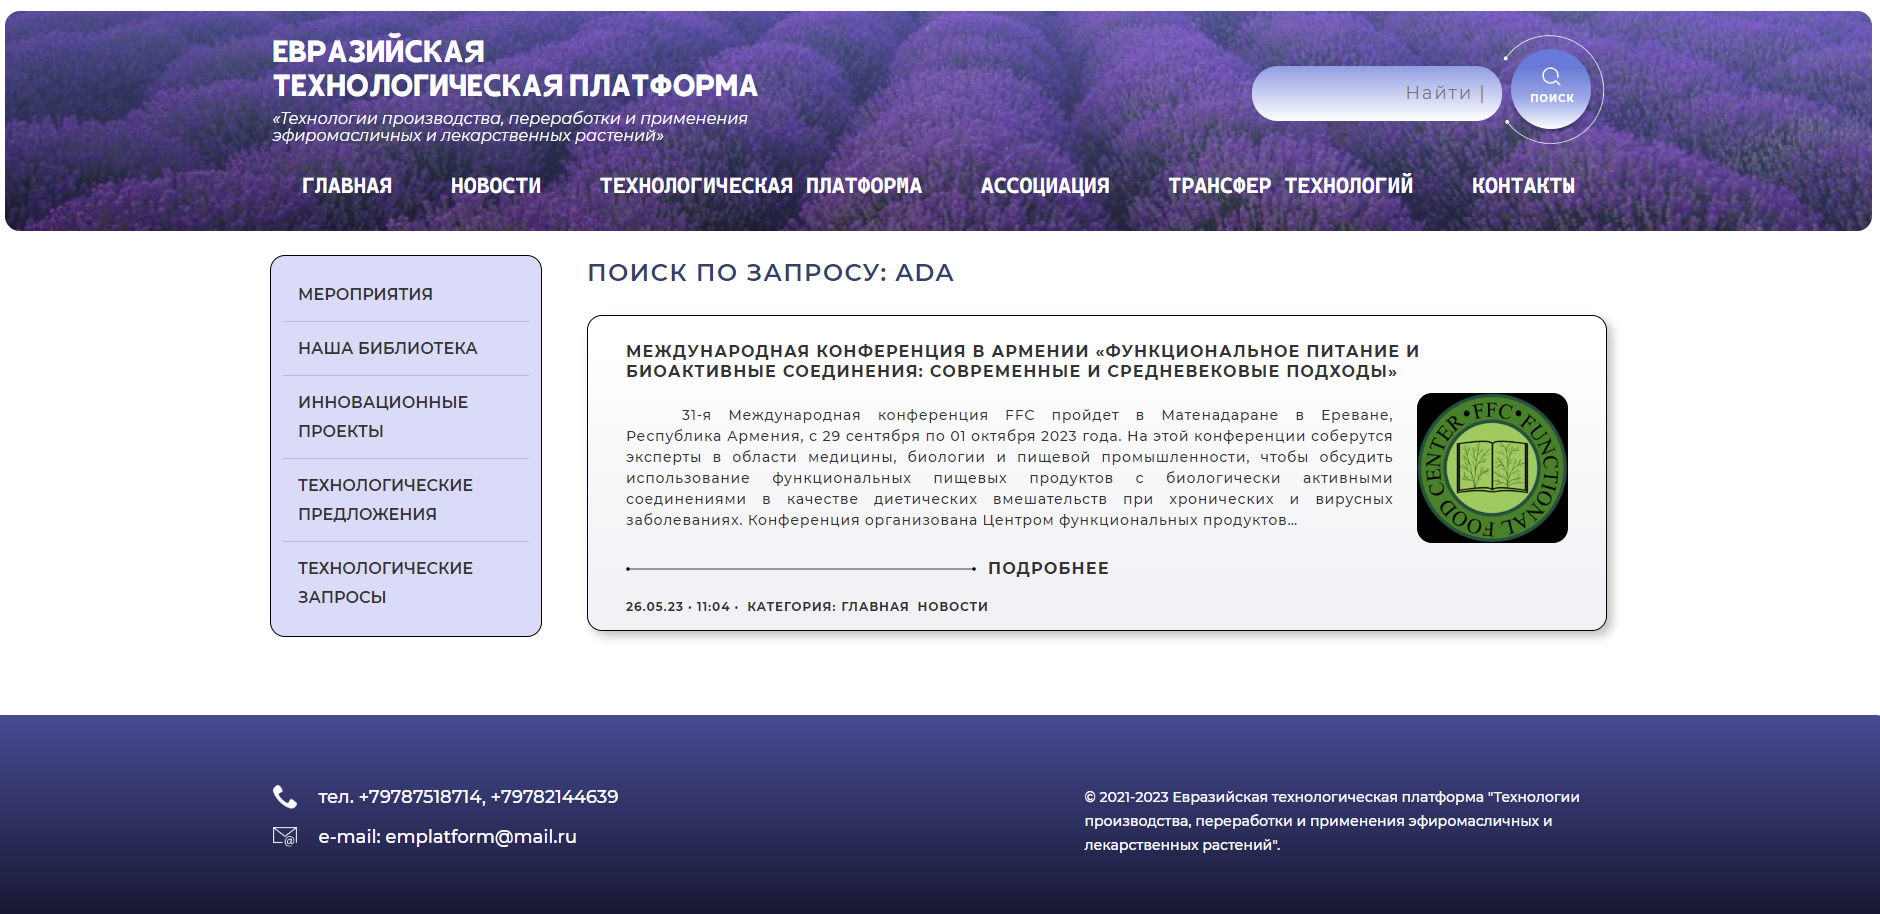 ЕВРАЗИЙСКАЯ
ТЕХНОЛОГИЧЕСКАЯ ПЛАТФОРМА
«Технологии производства, переработки и применения
эфиромасличных и лекарственных растений»
Найти |
ПОИСК
ГЛАВНАЯ НОВОСТИ ТЕХНОЛОГИЧЕСКАЯ ПЛАТФОРМА АССОЦИАЦИЯ ТРАНСФЕР ТЕХНОЛОГИЙ КОНТАКТЫ
МЕРОПРИЯТИЯ
НАША БИБЛИОТЕКА
ИННОВАЦИОННЫЕ
ПРОЕКТЫ
ТЕХНОЛОГИЧЕСКИЕ
ПРЕДЛОЖЕНИЯ
ТЕХНОЛОГИЧЕСКИЕ
ЗАПРОСЫ
ПОИСК ПО ЗАПРОСУ: ADA
МЕЖДУНАРОДНАЯ КОНФЕРЕНЦИЯ В АРМЕНИИ «ФУНКЦИОНАЛЬНОЕ ПИТАНИЕ И
БИОАКТИВНЫЕ СОЕДИНЕНИЯ: СОВРЕМЕННЫЕ И СРЕДНЕВЕКОВЫЕ ПОДХОДЫ»
31-я Международная конференция FFC пройдет в Матенадаране в Ереване,
Республика Армения, с 29 сентября по 01 октября 2023 года. На этой конференции соберутся
эксперты в области медицины, биологии и пищевой промышленности, чтобы обсудить
использование функциональных пищевых продуктов с биологически активными
соединениями в качестве диетических вмешательств при хронических и вирусных
заболеваниях. Конференция организована Центром функциональных продуктов…
FFC • FUNCTIONAL FOOD CENTER •
ПОДРОБНЕЕ
26.05.23 • 11:04 • КАТЕГОРИЯ: ГЛАВНАЯ НОВОСТИ
тел. +79787518714, +79782144639
e-mail: emplatform@mail.ru
© 2021-2023 Евразийская технологическая платформа "Технологии
производства, переработки и применения эфиромасличных и
лекарственных растений".